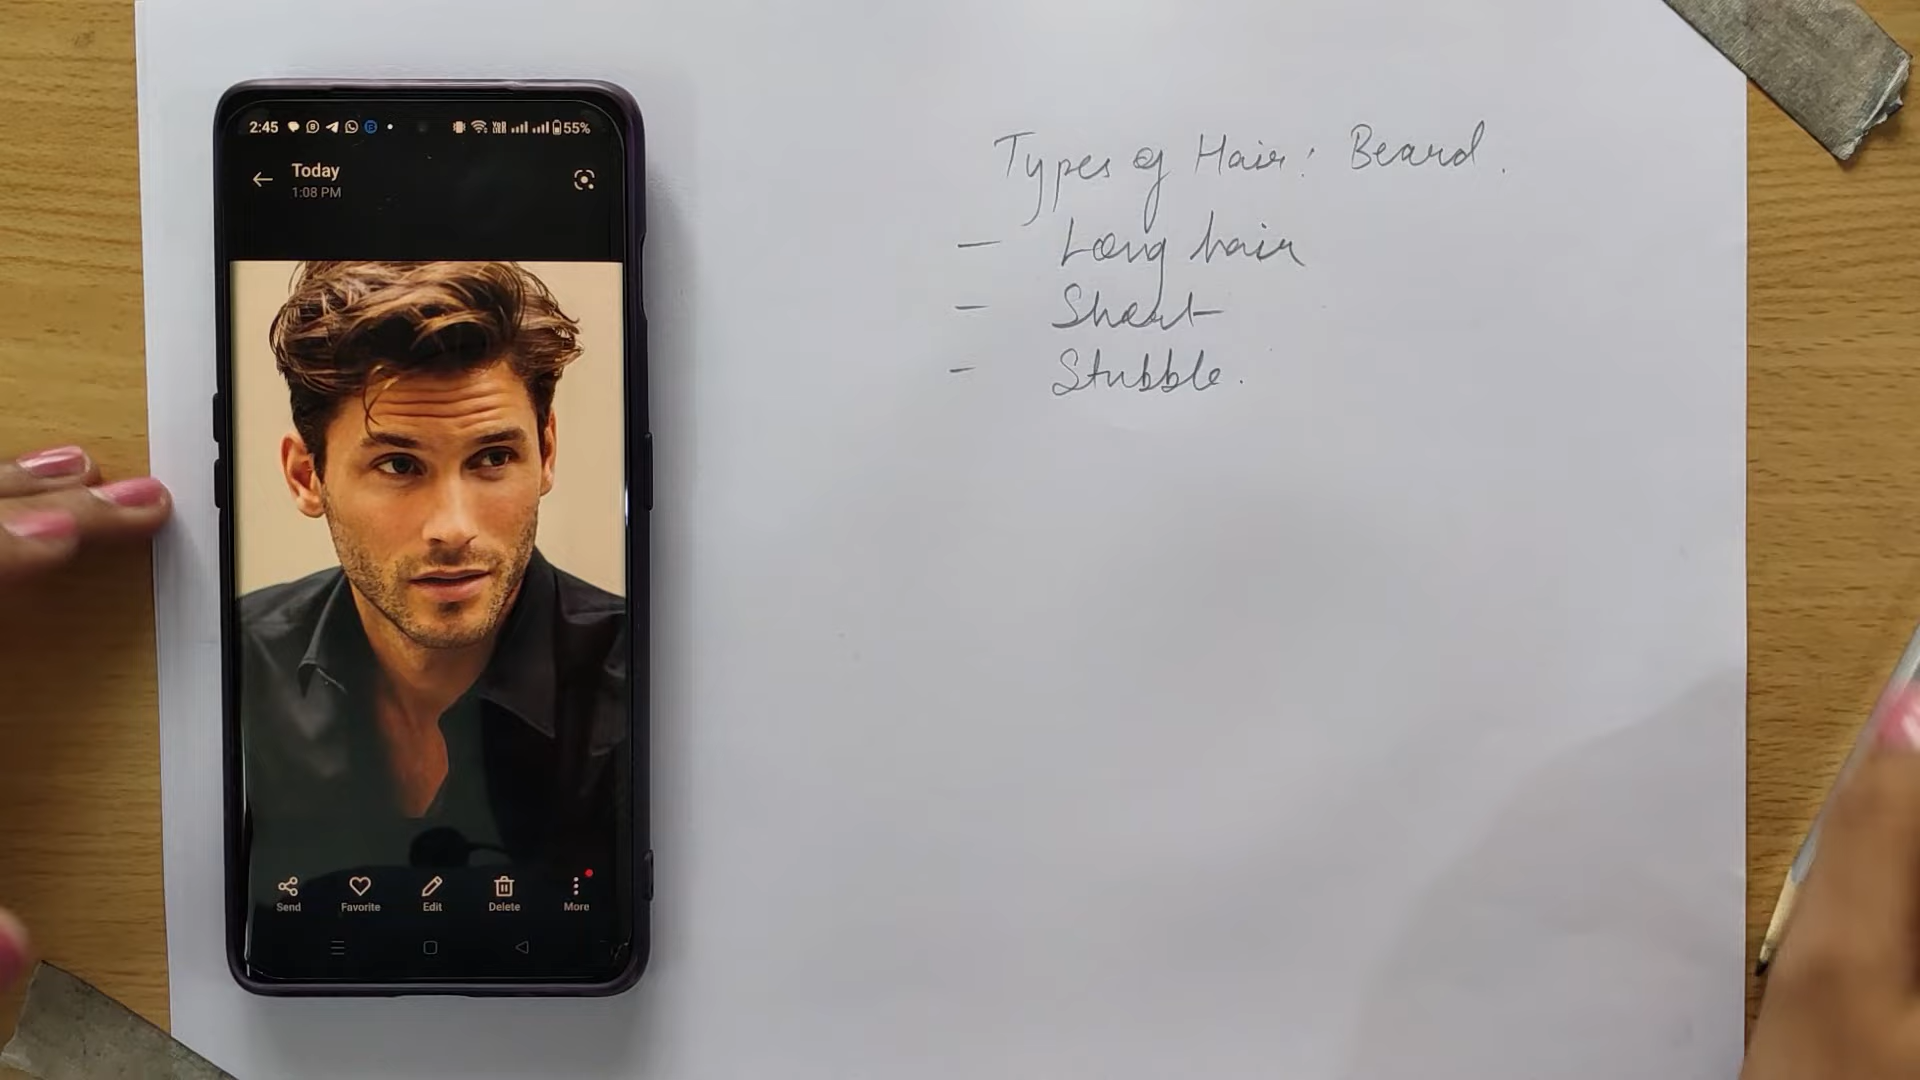 2:45 55%
Today
1:08 PM
Send Favorite Edit Delete More
Types of Hair: Beard.
- Long hair
- Short
- Stubble.